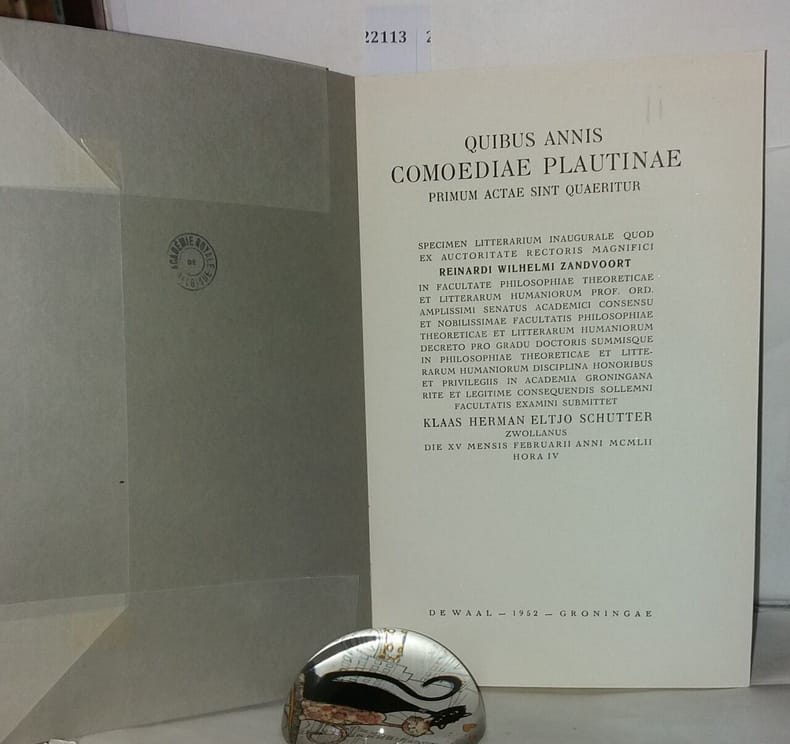 22113
QUIBUS ANNIS
COMOEDIAE PLAUTINAE
PRIMUM ACTAE SINT QUAERITUR
SPECIMEN LITTERARIUM INAUGURALE QUOD
EX AUCTORITATE RECTORIS MAGNIFICI
REINARDI WILHELMI ZANDVOORT
IN FACULTATE PHILOSOPHIAE THEORETICAE
ET LITTERARUM HUMANIORUM PROF. ORD.
AMPLISSIMI SENATUS ACADEMICI CONSENSU
ET NOBILISSIMAE FACULTATIS PHILOSOPHIAE
THEORETICAE ET LITTERARUM HUMANIORUM
DECRETO PRO GRADU DOCTORIS SUMMISQUE
IN PHILOSOPHIAE THEORETICAE ET LITTE-
RARUM HUMANIORUM DISCIPLINA HONORIBUS
ET PRIVILEGIIS IN ACADEMIA GRONINGANA
RITE ET LEGITIME CONSEQUENDIS SOLLEMNI
FACULTATIS EXAMINI SUBMITTET
KLAAS HERMAN ELTJO SCHUTTER
ZWOLLANUS
DIE XV MENSIS FEBRUARII ANNI MCMLII
HORA IV
DE WAAL — 1952 — GRONINGAE
ACADÉMIE ROYALE
DE